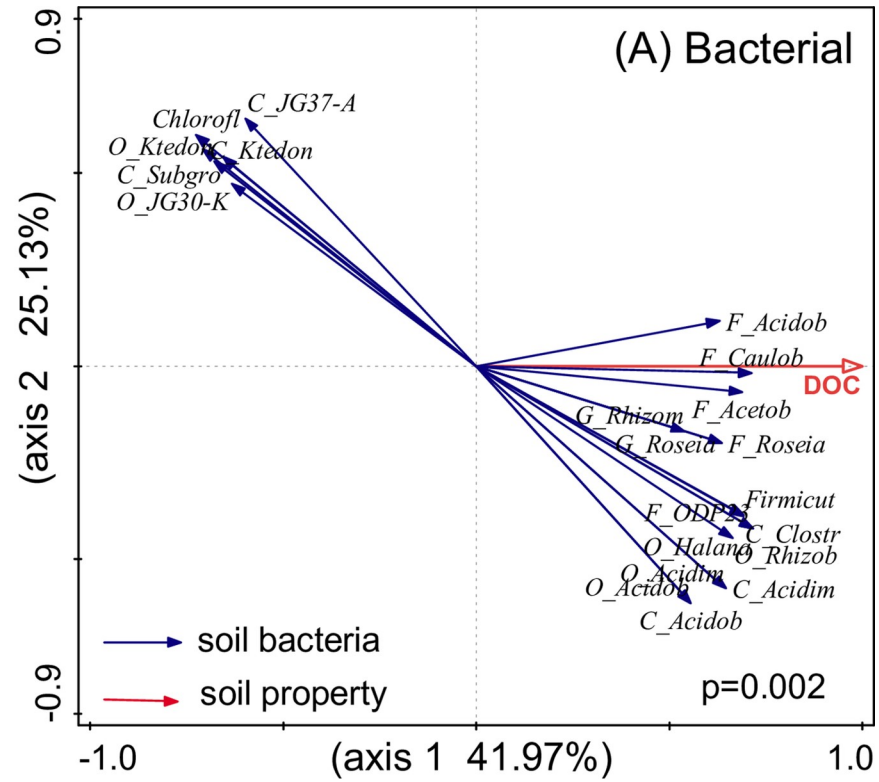 0.9
(A) Bacterial
C_JG37-A
Chlorofl
O_Ktedon
C_Ktedon
C_Subgro
O_JG30-K
(axis 2 25.13%)
F_Acidob
F_Caulob
DOC
F_Acetob
G_Rhizom
G_Roseia
F_Roseia
Firmicut
F_ODP23
C_Clostr
O_Halana
O_Rhizob
O_Acidim
O_Acidob
C_Acidim
C_Acidob
soil bacteria
soil property
p=0.002
-0.9
-1.0
(axis 1 41.97%)
1.0